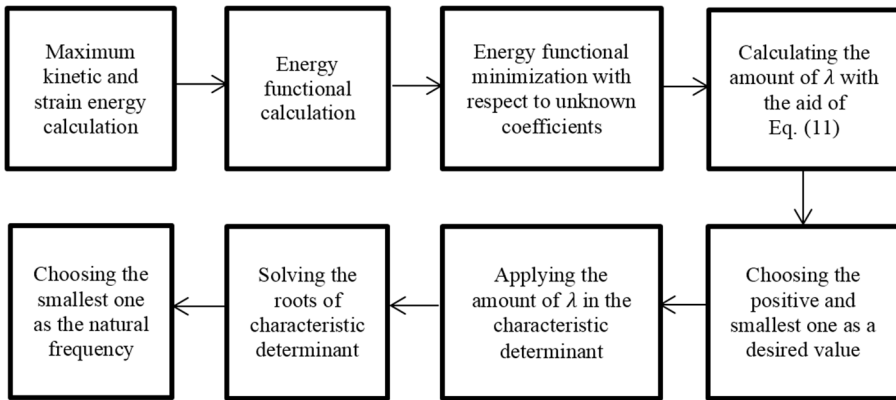 Maximum
kinetic and
strain energy
calculation
Energy
functional
calculation
Energy functional
minimization with
respect to unknown
coefficients
Calculating the
amount of λ with
the aid of
Eq. (11)
Choosing the
positive and
smallest one as a
desired value
Applying the
amount of λ in the
characteristic
determinant
Solving the
roots of
characteristic
determinant
Choosing the
smallest one
as the natural
frequency